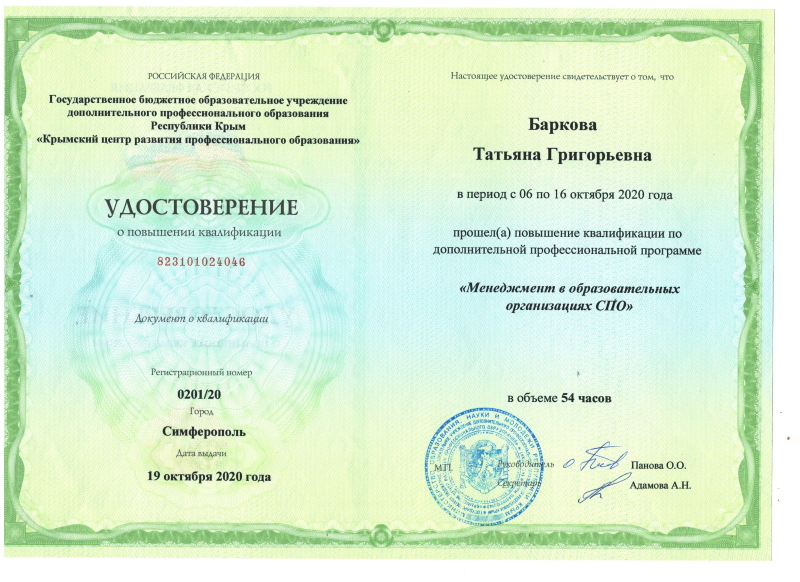 РОССИЙСКАЯ ФЕДЕРАЦИЯ
Государственное бюджетное образовательное учреждение
дополнительного профессионального образования
Республики Крым
«Крымский центр развития профессионального образования»
УДОСТОВЕРЕНИЕ
о повышении квалификации
823101024046
Документ о квалификации
Регистрационный номер
0201/20
Город
Симферополь
Дата выдачи
19 октября 2020 года
Настоящее удостоверение свидетельствует о том, что
Баркова
Татьяна Григорьевна
в период с 06 по 16 октября 2020 года
прошел(а) повышение квалификации по
дополнительной профессиональной программе
«Менеджмент в образовательных
организациях СПО»
в объеме 54 часов
М.П.
Руководитель
Панова О.О.
Секретарь
Адамова А.Н.